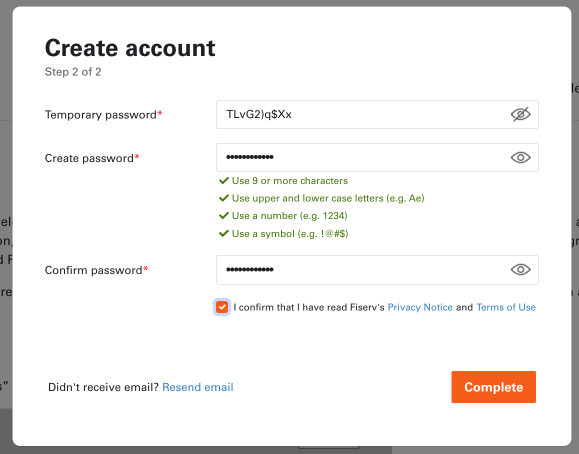 Create account
Step 2 of 2
Temporary password*
TLvG2)q$Xx
Create password*
••••••••••••
Use 9 or more characters
Use upper and lower case letters (e.g. Ae)
Use a number (e.g. 1234)
Use a symbol (e.g. !@#$)
Confirm password*
••••••••••••
I confirm that I have read Fiserv's Privacy Notice and Terms of Use
Didn't receive email? Resend email
Complete